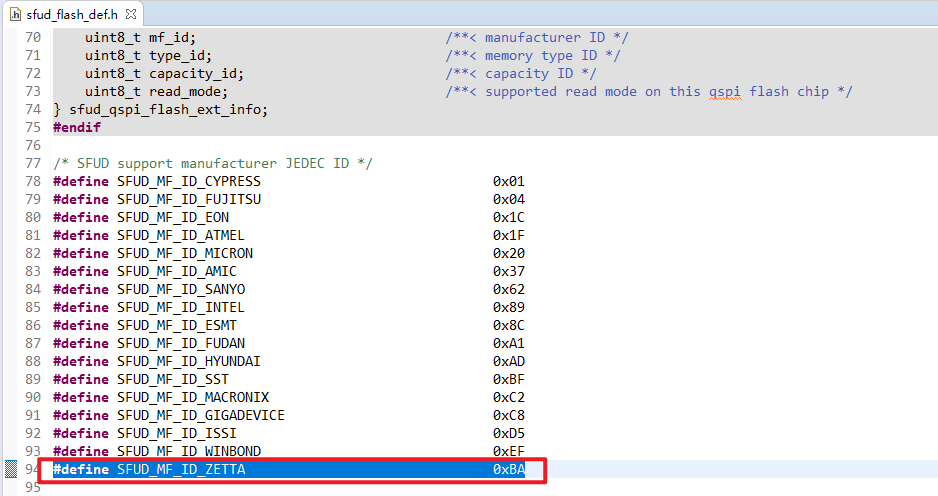 sfud_flash_def.h
70 uint8_t mf_id; /**< manufacturer ID */
71 uint8_t type_id; /**< memory type ID */
72 uint8_t capacity_id; /**< capacity ID */
73 uint8_t read_mode; /**< supported read mode on this qspi flash chip */
74 } sfud_qspi_flash_ext_info;
75 #endif
76
77 /* SFUD support manufacturer JEDEC ID */
78 #define SFUD_MF_ID_CYPRESS 0x01
79 #define SFUD_MF_ID_FUJITSU 0x04
80 #define SFUD_MF_ID_EON 0x1C
81 #define SFUD_MF_ID_ATMEL 0x1F
82 #define SFUD_MF_ID_MICRON 0x20
83 #define SFUD_MF_ID_AMIC 0x37
84 #define SFUD_MF_ID_SANYO 0x62
85 #define SFUD_MF_ID_INTEL 0x89
86 #define SFUD_MF_ID_ESMT 0x8C
87 #define SFUD_MF_ID_FUDAN 0xA1
88 #define SFUD_MF_ID_HYUNDAI 0xAD
89 #define SFUD_MF_ID_SST 0xBF
90 #define SFUD_MF_ID_MACRONIX 0xC2
91 #define SFUD_MF_ID_GIGADEVICE 0xC8
92 #define SFUD_MF_ID_ISSI 0xD5
93 #define SFUD_MF_ID_WINBOND 0xEF
94 #define SFUD_MF_ID_ZETTA 0xBA
95